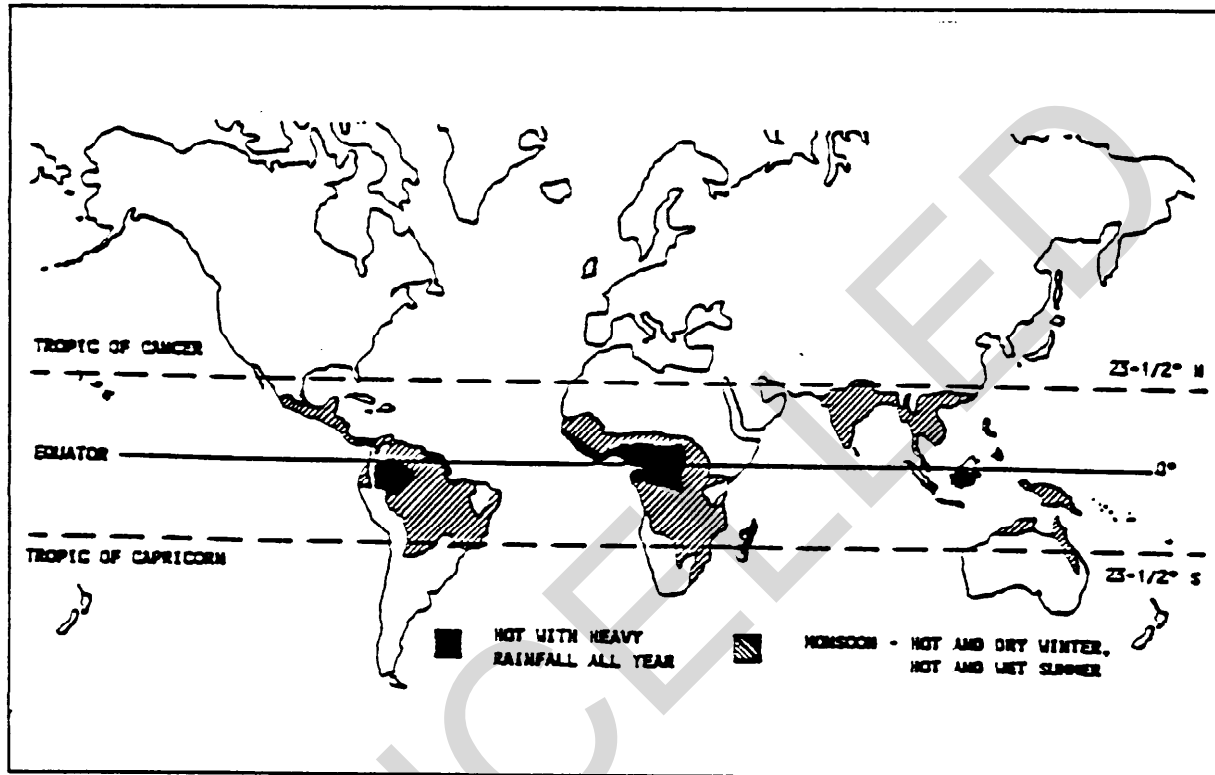 TROPIC OF CANCER
23-1/2° N
EQUATOR
0°
TROPIC OF CAPRICORN
23-1/2° S
HOT WITH HEAVY
RAINFALL ALL YEAR
MONSOON - HOT AND DRY WINTER,
HOT AND WET SUMMER
CELLED